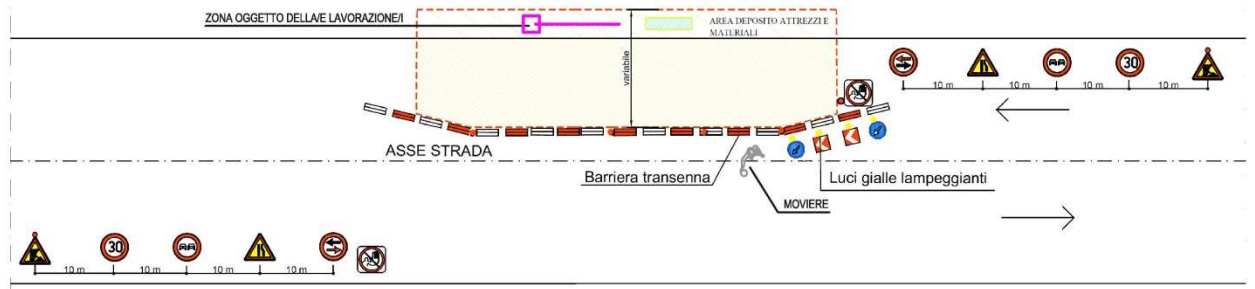 ZONA OGGETTO DELLA/E LAVORAZIONE/I
AREA DEPOSITO ATTREZZI E
MATERIALI
variabile
30
10 m
10 m
10 m
10 m
ASSE STRADA
Barriera transenna
Luci gialle lampeggianti
MOVIERE
30
10 m
10 m
10 m
10 m